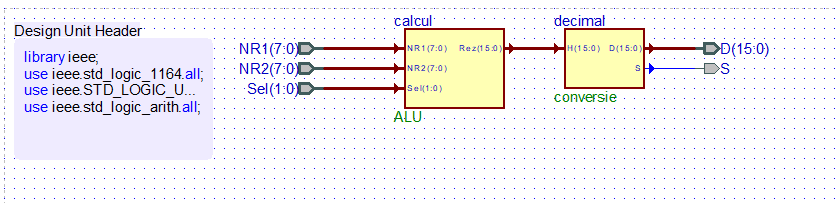 Design Unit Header
library ieee;
use ieee.std_logic_1164.all;
use ieee.STD_LOGIC_U...
use ieee.std_logic_arith.all;
NR1(7:0)
NR2(7:0)
Sel(1:0)
calcul
NR1(7:0) Rez(15:0)
NR2(7:0)
Sel(1:0)
ALU
decimal
H(15:0) D(15:0)
S
conversie
D(15:0)
S